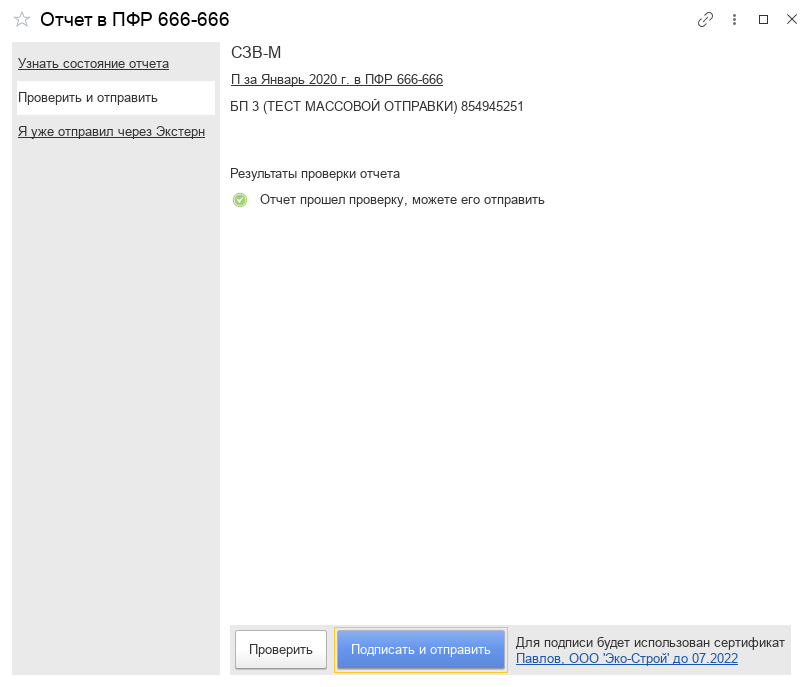 Отчет в ПФР 666-666
Узнать состояние отчета
Проверить и отправить
Я уже отправил через Экстерн
СЗВ-М
П за Январь 2020 г. в ПФР 666-666
БП 3 (ТЕСТ МАССОВОЙ ОТПРАВКИ) 854945251
Результаты проверки отчета
Отчет прошел проверку, можете его отправить
Проверить
Подписать и отправить
Для подписи будет использован сертификат
Павлов, ООО 'Эко-Строй' до 07.2022